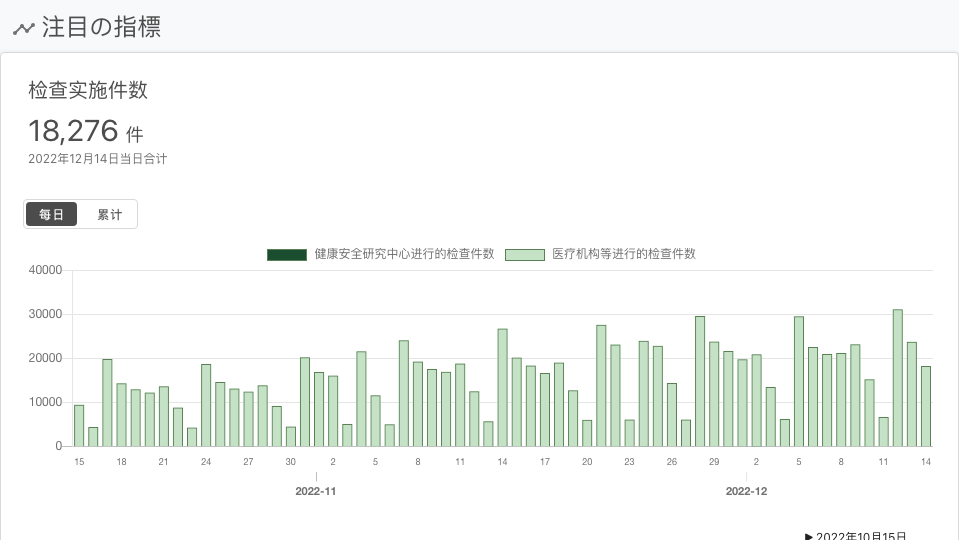 注目の指標
检查实施件数
18,276 件
2022年12月14日当日合计
每日 累计
健康安全研究中心进行的检查件数 医疗机构等进行的检查件数
40000
30000
20000
10000
0
15 18 21 24 27 30 2 5 8 11 14 17 20 23 26 29 2 5 8 11 14
2022-11 2022-12
▶ 2022年10月15日